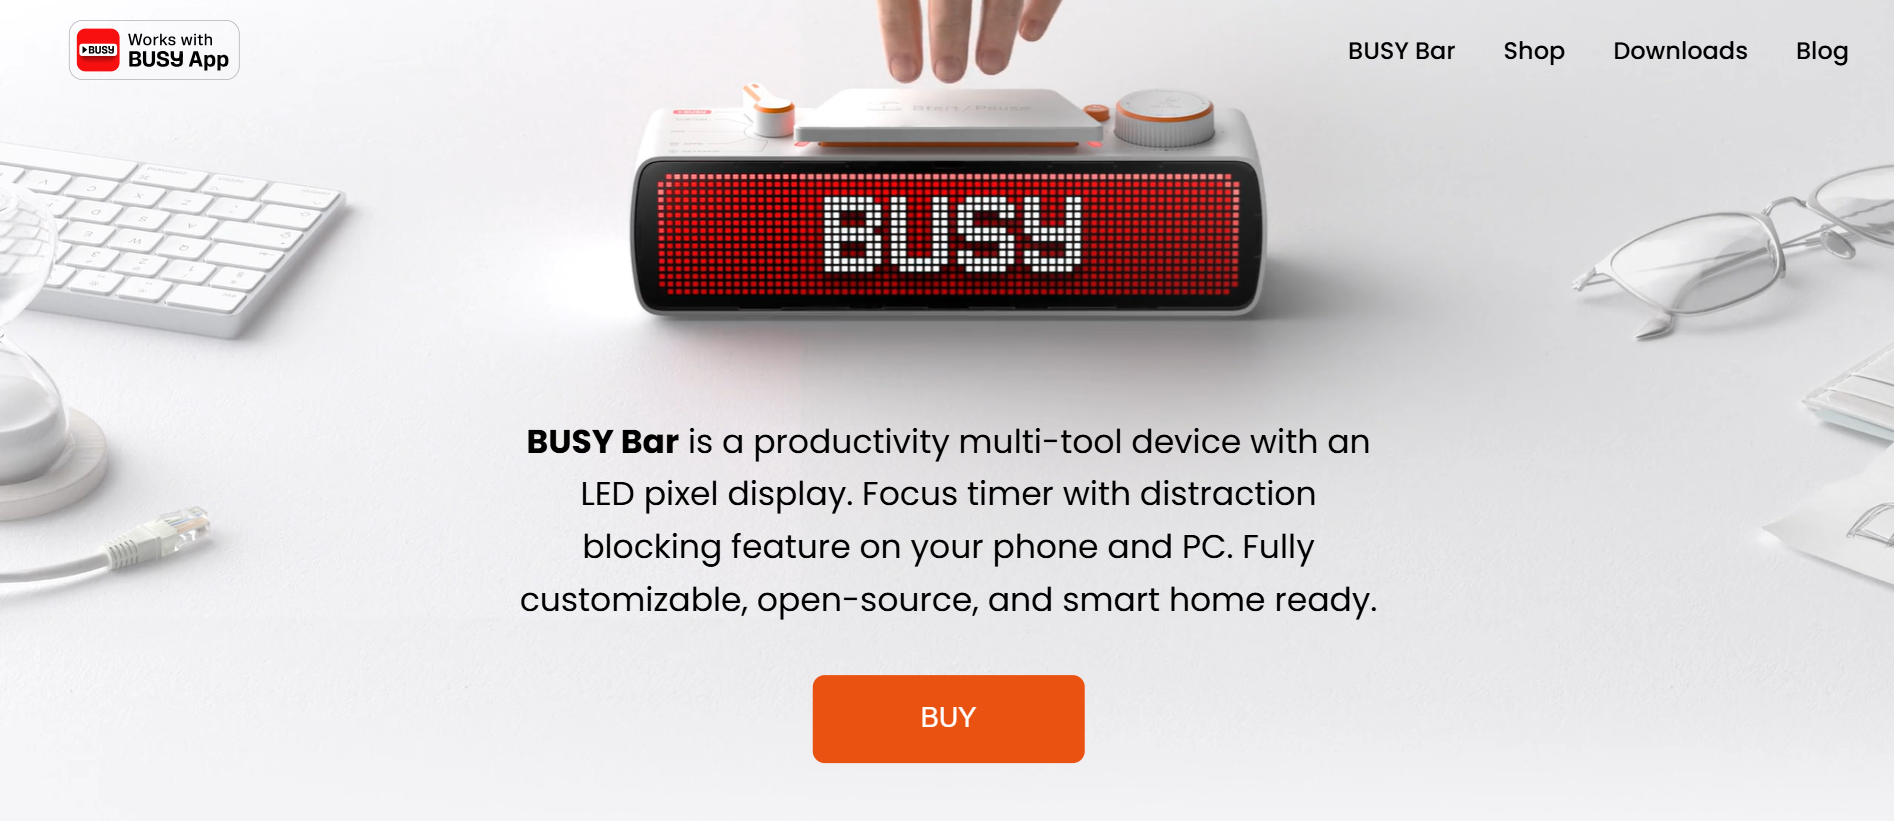 Works with
BUSY App
BUSY
BUSY Bar
Shop
Downloads
Blog
Start / Pause
BUSY
BUSY Bar is a productivity multi-tool device with an
LED pixel display. Focus timer with distraction
blocking feature on your phone and PC. Fully
customizable, open-source, and smart home ready.
BUY